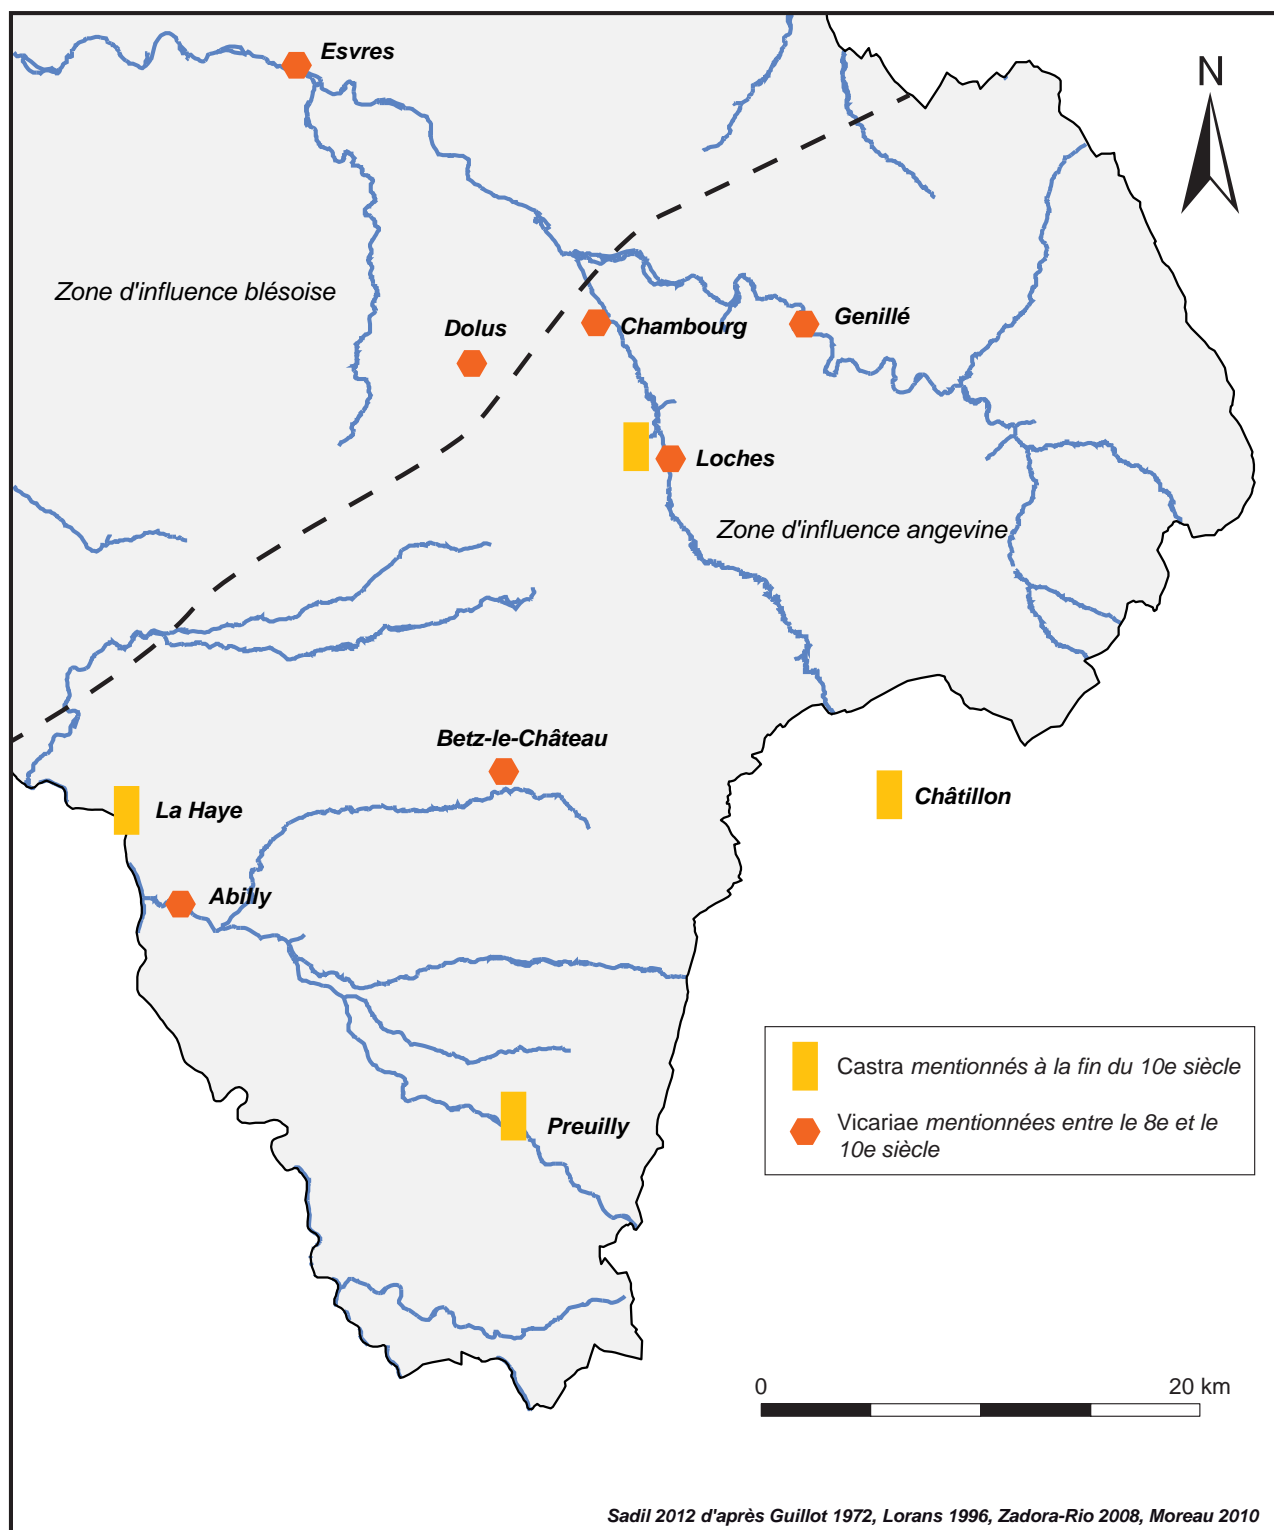 Esvres
N
Zone d'influence blésoise
Dolus
Chambourg
Genillé
Loches
Zone d'influence angevine
Betz-le-Château
La Haye
Châtillon
Abilly
Preuilly
Castra mentionnés à la fin du 10e siècle
Vicariae mentionnées entre le 8e et le
10e siècle
0
20 km
Sadil 2012 d'après Guillot 1972, Lorans 1996, Zadora-Rio 2008, Moreau 2010